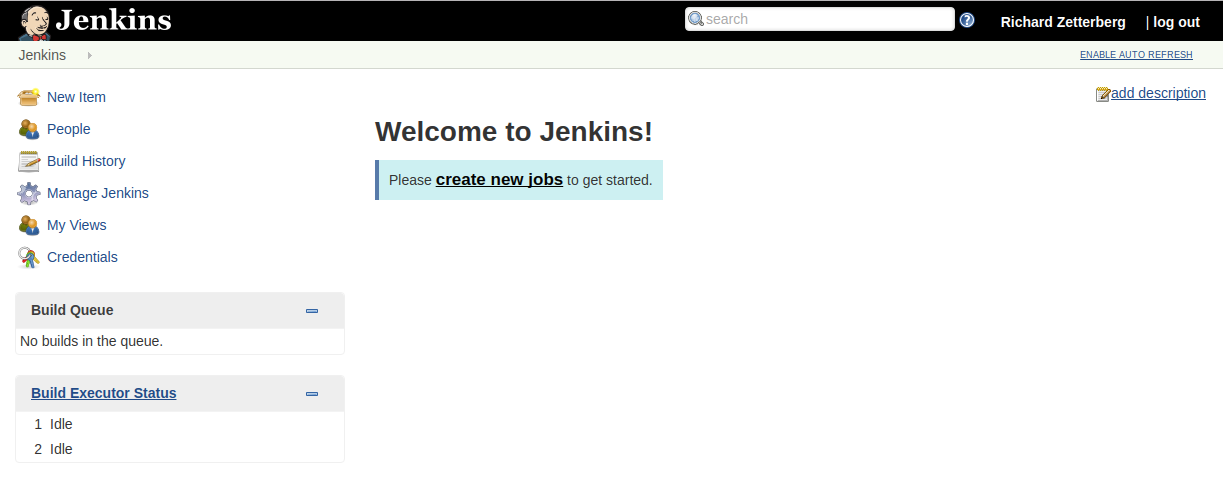 Jenkins
search
?
Richard Zetterberg
| log out
Jenkins
ENABLE AUTO REFRESH
New Item
People
Build History
Manage Jenkins
My Views
Credentials
add description
Welcome to Jenkins!
Please create new jobs to get started.
Build Queue
No builds in the queue.
Build Executor Status
1 Idle
2 Idle